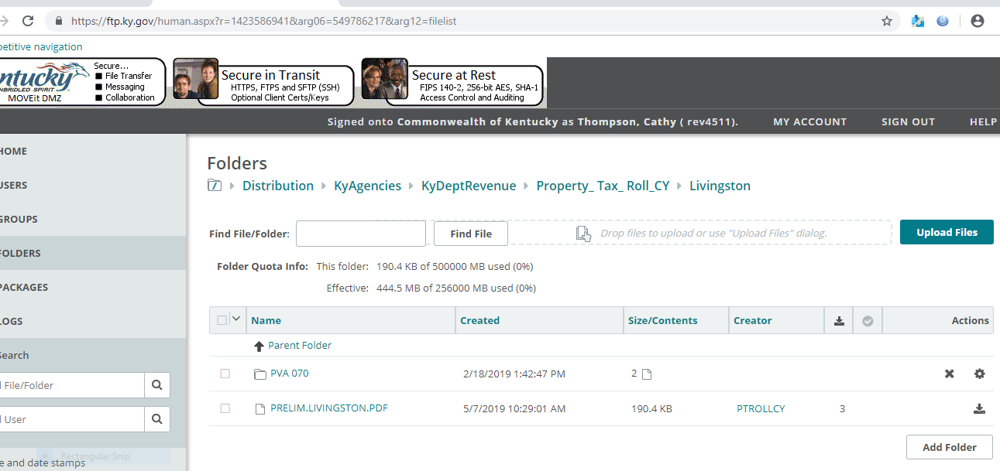 https://ftp.ky.gov/human.aspx?r=1423586941&arg06=549786217&arg12=filelist
petitive navigation
ntucky
NBRIDLED SPIRIT
MOVEit DMZ
Secure...
File Transfer
Messaging
Collaboration
Secure in Transit
HTTPS, FTPS and SFTP (SSH)
Optional Client Certs/Keys
Secure at Rest
FIPS 140-2, 256-bit AES, SHA-1
Access Control and Auditing
Signed onto Commonwealth of Kentucky as Thompson, Cathy ( rev4511). MY ACCOUNT SIGN OUT HELP
HOME
USERS
GROUPS
FOLDERS
PACKAGES
LOGS
Search
File/Folder
User
e and date stamps
Rectangular Snip
Folders
Distribution KyAgencies KyDeptRevenue Property_ Tax_ Roll_CY Livingston
Find File/Folder: Find File Drop files to upload or use "Upload Files" dialog. Upload Files
Folder Quota Info: This folder: 190.4 KB of 500000 MB used (0%)
Effective: 444.5 MB of 256000 MB used (0%)
Name Created Size/Contents Creator Actions
Parent Folder
PVA 070 2/18/2019 1:42:47 PM 2
PRELIM.LIVINGSTON.PDF 5/7/2019 10:29:01 AM 190.4 KB PTROLLCY 3
Add Folder